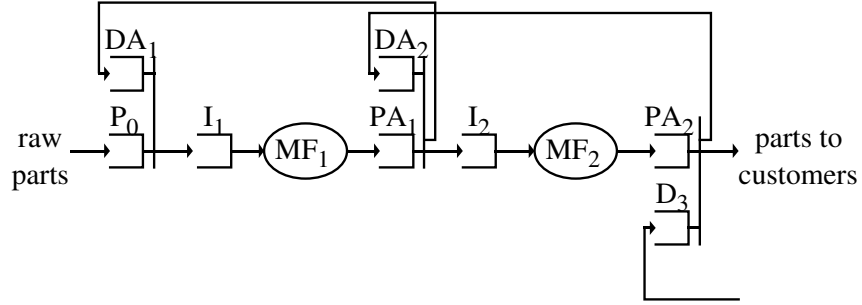 DA₁
DA₂
raw
parts
P₀
I₁
MF₁
PA₁
I₂
MF₂
PA₂
parts to
customers
D₃